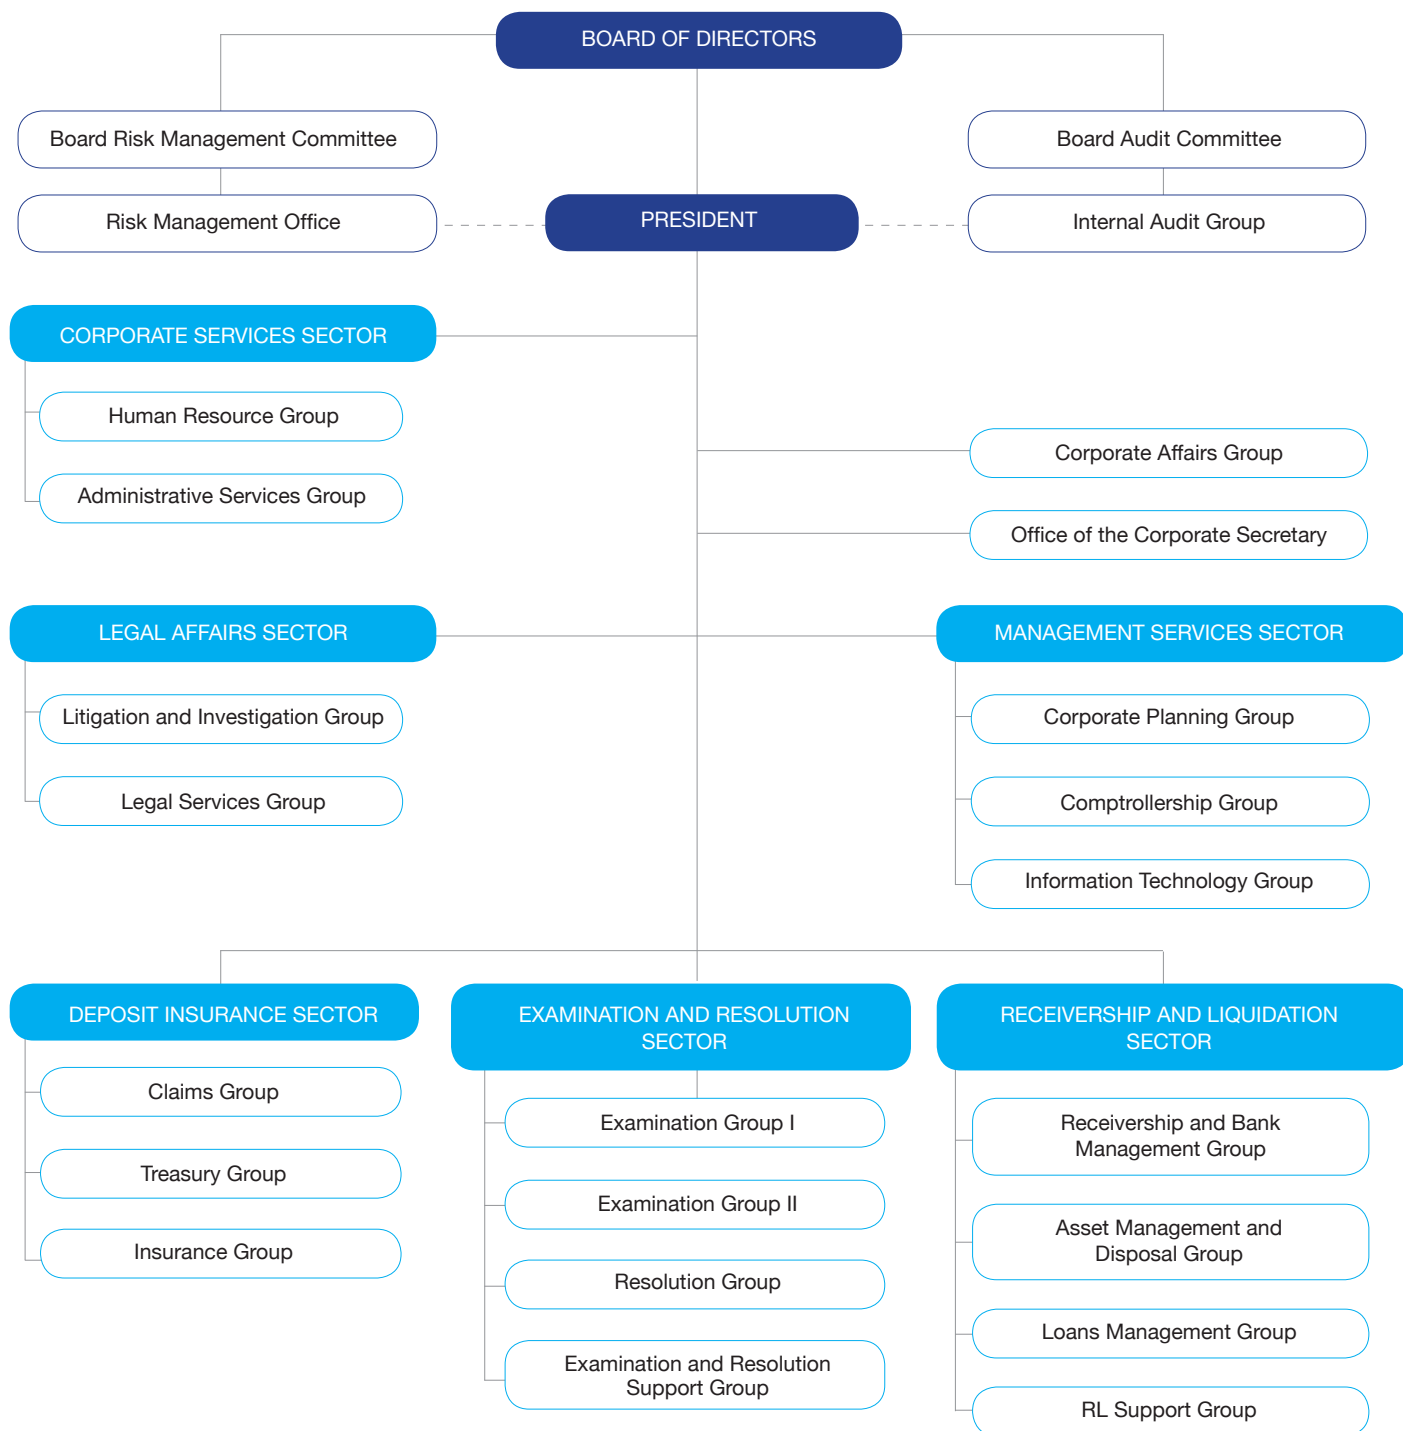 BOARD OF DIRECTORS
Board Risk Management Committee
Board Audit Committee
Risk Management Office
PRESIDENT
Internal Audit Group
CORPORATE SERVICES SECTOR
Human Resource Group
Administrative Services Group
Corporate Affairs Group
Office of the Corporate Secretary
LEGAL AFFAIRS SECTOR
Litigation and Investigation Group
Legal Services Group
MANAGEMENT SERVICES SECTOR
Corporate Planning Group
Comptrollership Group
Information Technology Group
DEPOSIT INSURANCE SECTOR
Claims Group
Treasury Group
Insurance Group
EXAMINATION AND RESOLUTION
SECTOR
Examination Group I
Examination Group II
Resolution Group
Examination and Resolution
Support Group
RECEIVERSHIP AND LIQUIDATION
SECTOR
Receivership and Bank
Management Group
Asset Management and
Disposal Group
Loans Management Group
RL Support Group